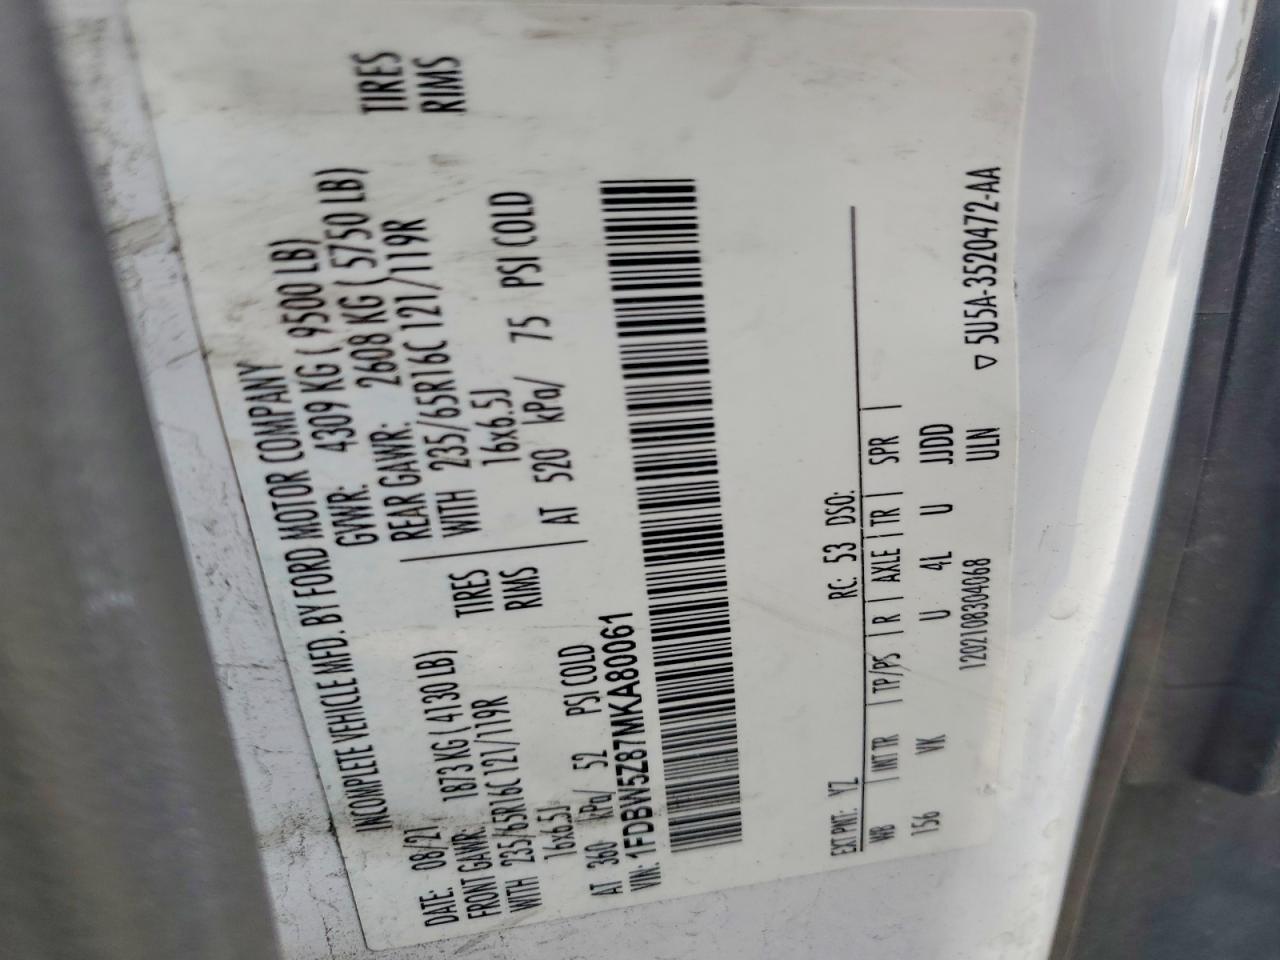 INCOMPLETE VEHICLE MFD. BY FORD MOTOR COMPANY
DATE: 08/21 GVWR: 4309 KG ( 9500 LB)
FRONT GAWR: 1873 KG ( 4130 LB) REAR GAWR: 2608 KG ( 5750 LB)
WITH 235/65R16C 121/119R TIRES WITH 235/65R16C 121/119R TIRES
16x6.5J RIMS 16x6.5J RIMS
AT 360 kPa/ 52 PSI COLD AT 520 kPa/ 75 PSI COLD
VIN: 1FDBW5Z87MKA80061
EXT PNT: YZ RC: 53 DSO:
WB INT TR TP/PS R AXLE TR SPR
156 VK U 4L U JJDD
1202108304068 ULN
▽ 5U5A-3520472-AA